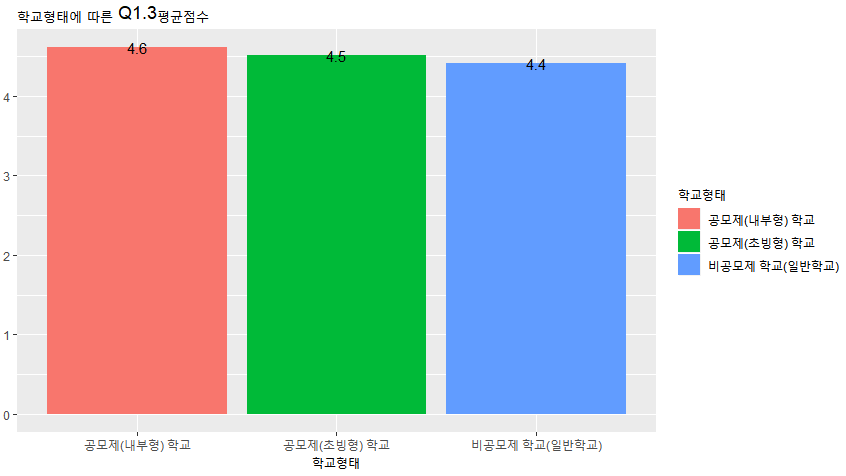 학교형태에 따른 Q1.3평균점수
4.6
4.5
4.4
4
3
2
1
0
공모제(내부형) 학교
공모제(초빙형) 학교
비공모제 학교(일반학교)
학교형태
학교형태
공모제(내부형) 학교
공모제(초빙형) 학교
비공모제 학교(일반학교)